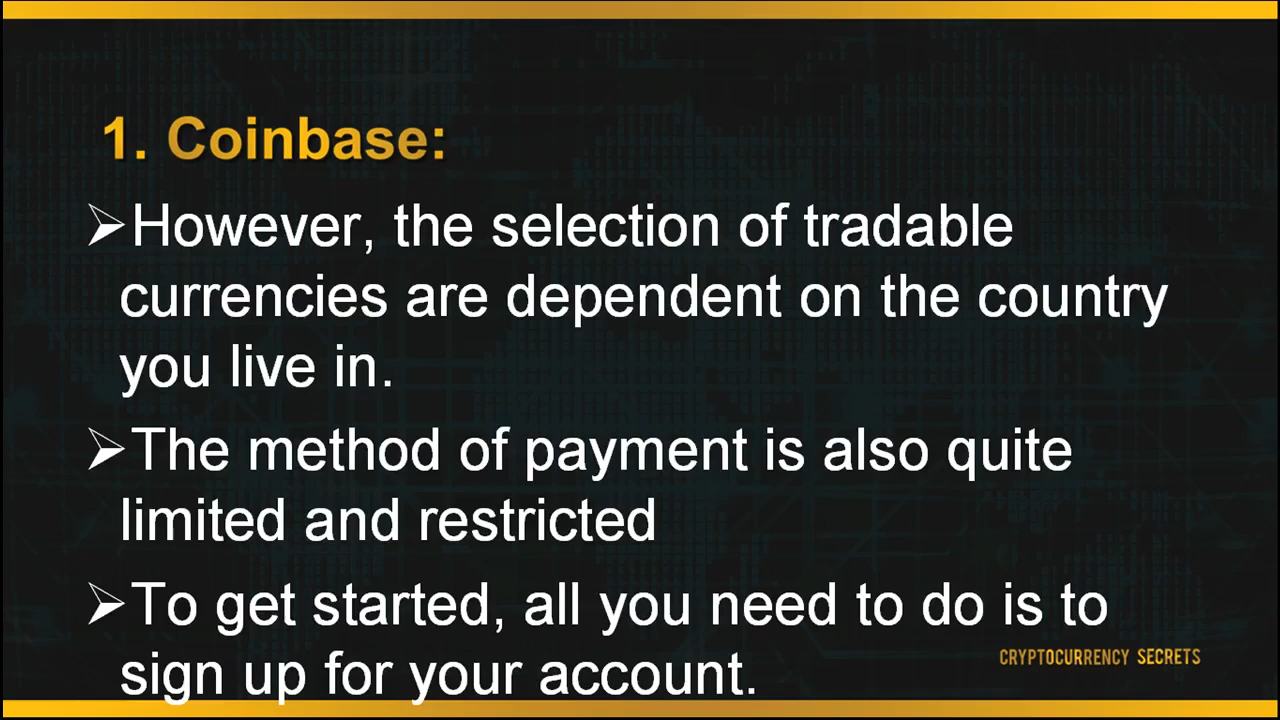 1. Coinbase:
➢However, the selection of tradable
currencies are dependent on the country
you live in.
➢The method of payment is also quite
limited and restricted
➢To get started, all you need to do is to
sign up for your account.
CRYPTOCURRENCY SECRETS